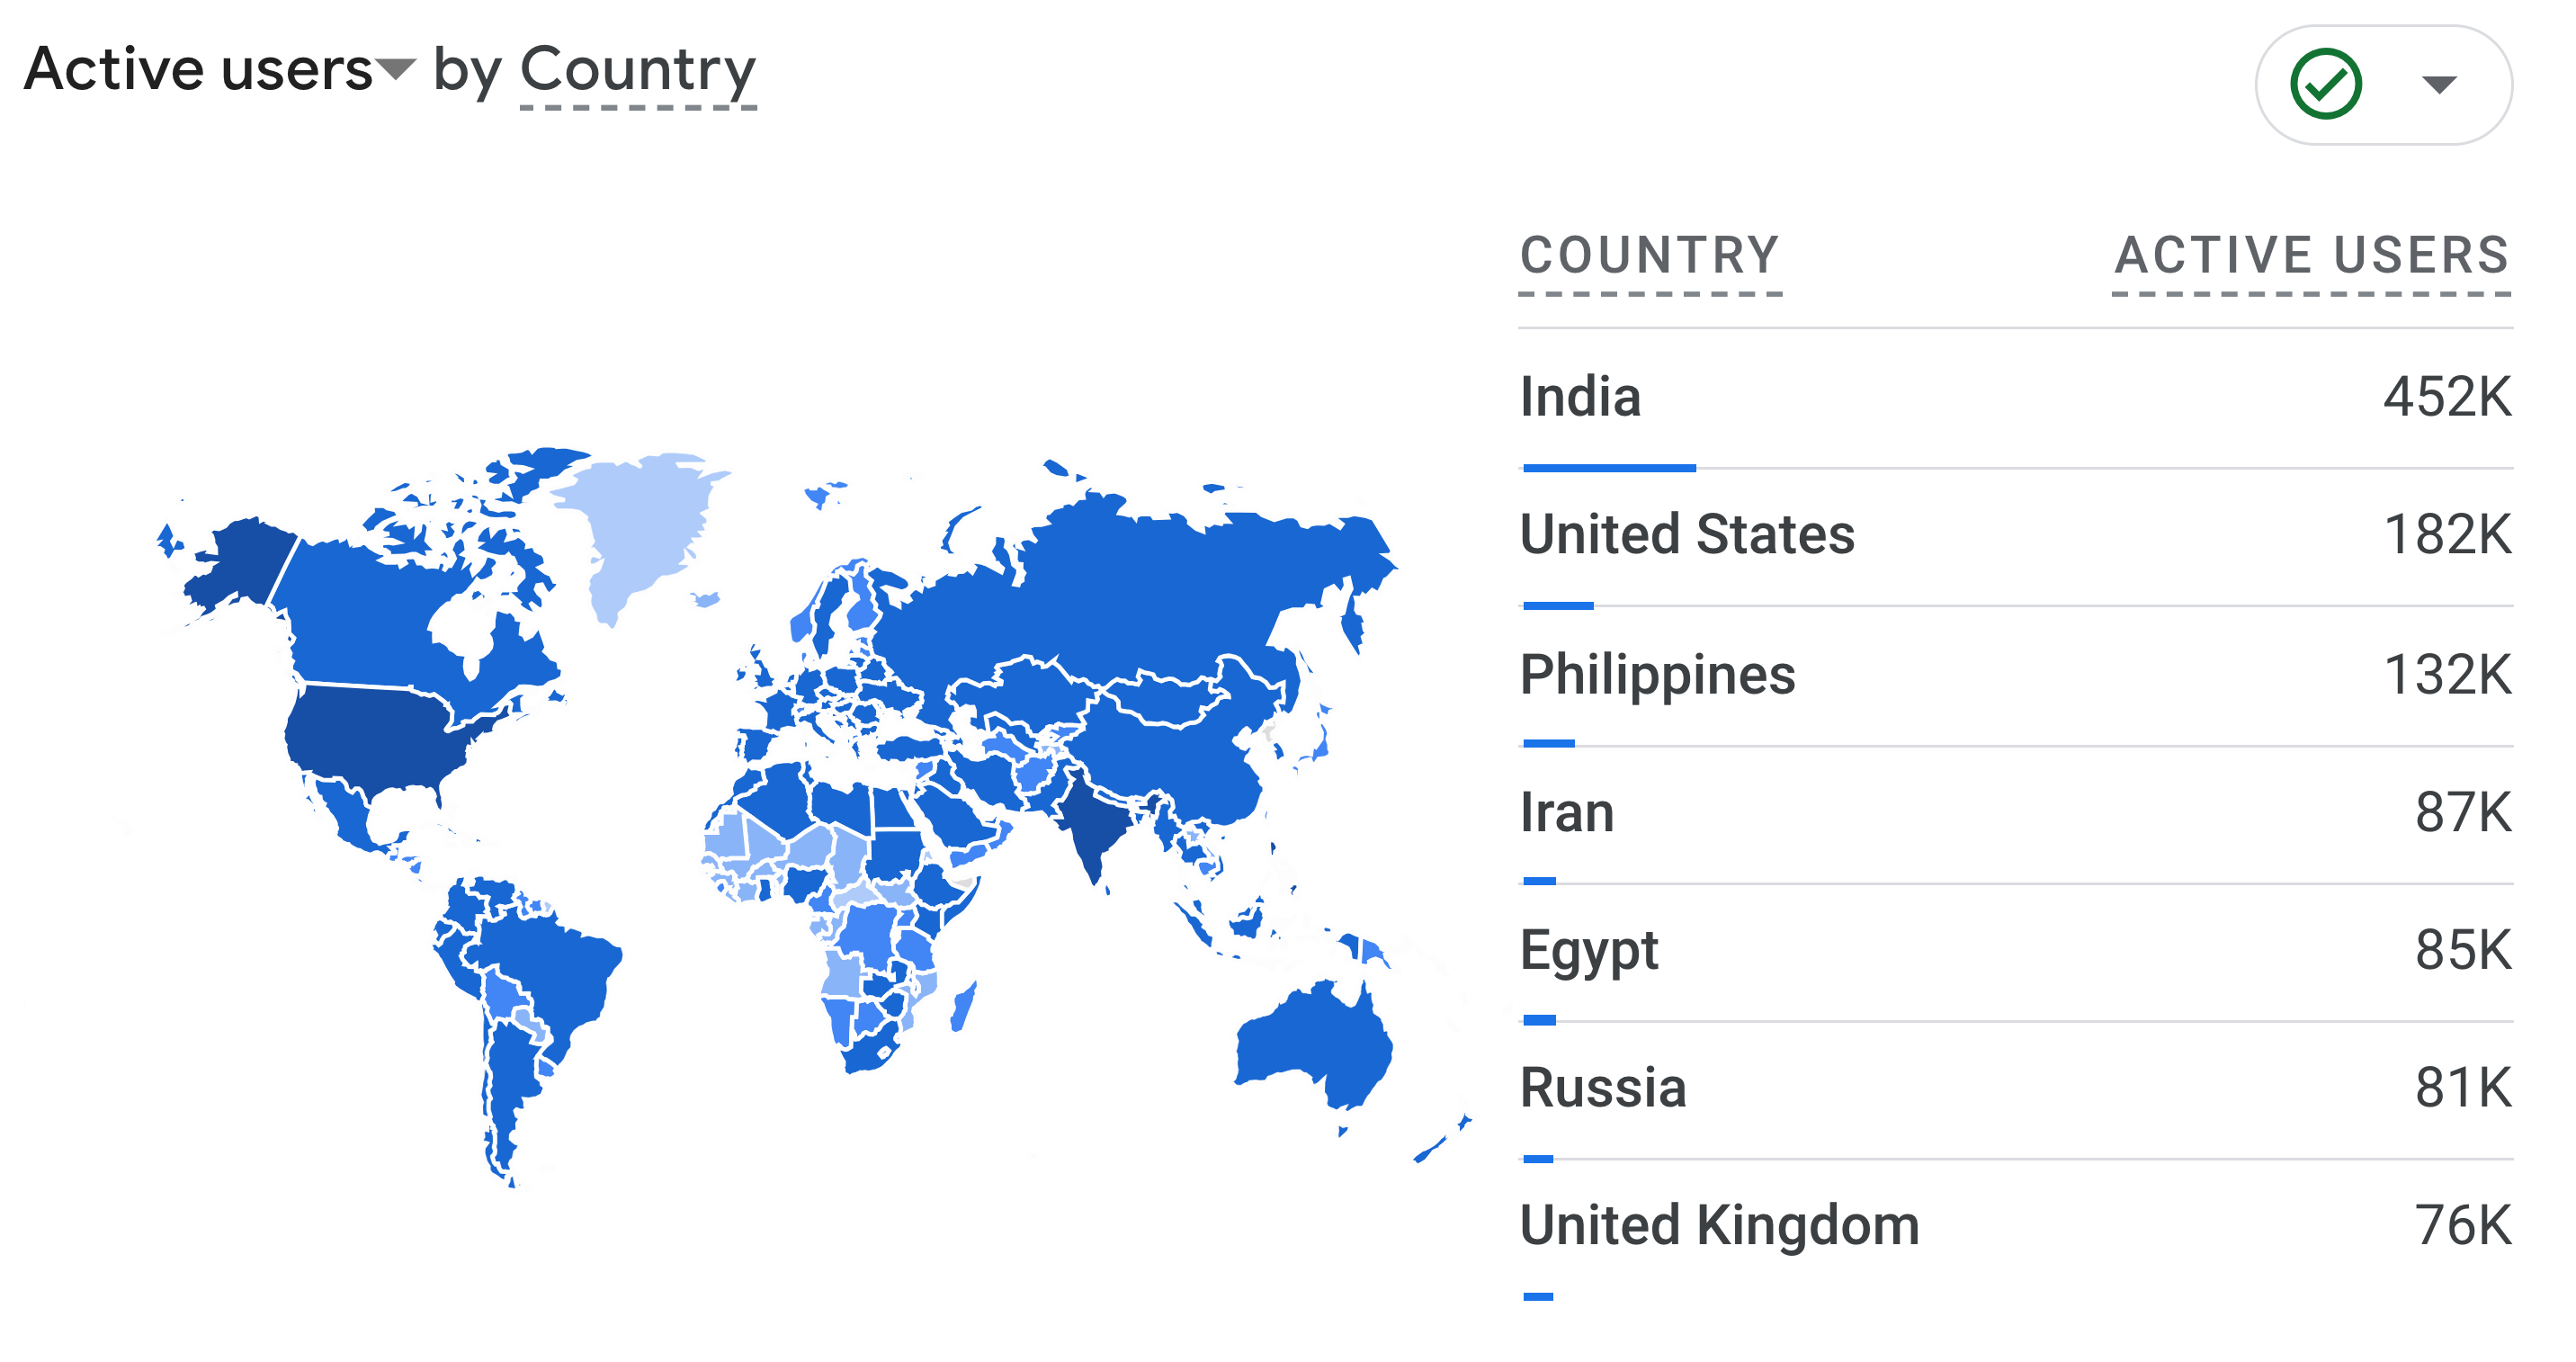 Active users by Country
COUNTRY ACTIVE USERS
India 452K
United States 182K
Philippines 132K
Iran 87K
Egypt 85K
Russia 81K
United Kingdom 76K